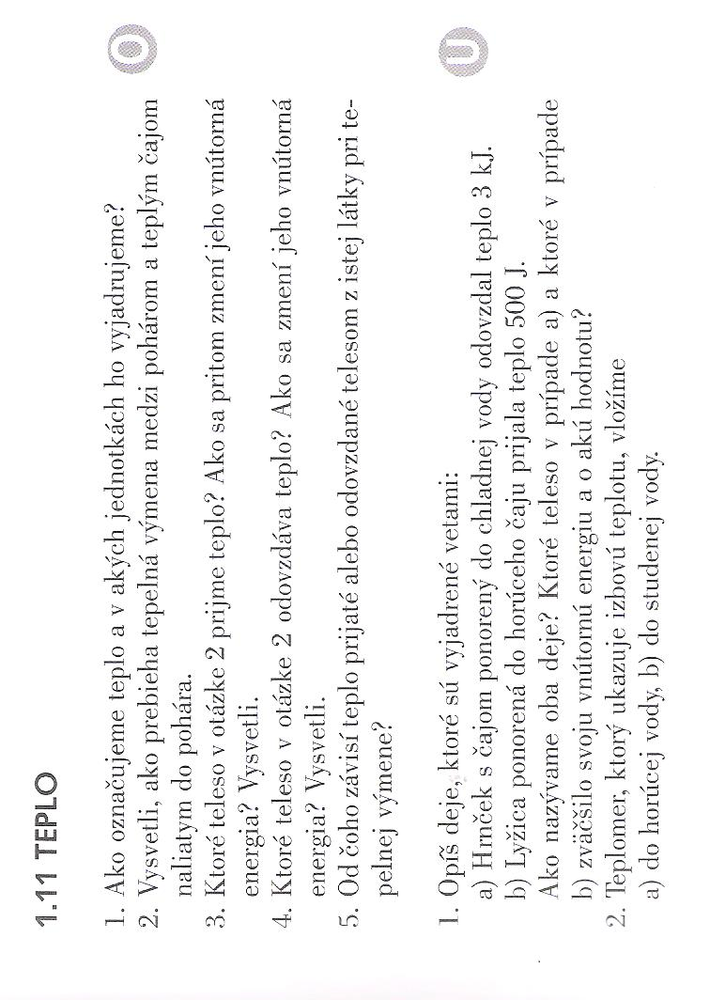 1.11 TEPLO
O
1. Ako označujeme teplo a v akých jednotkách ho vyjadrujeme?
2. Vysvetli, ako prebieha tepelná výmena medzi pohárom a teplým čajom
naliatym do pohára.
3. Ktoré teleso v otázke 2 prijme teplo? Ako sa pritom zmení jeho vnútorná
energia? Vysvetli.
4. Ktoré teleso v otázke 2 odovzdáva teplo? Ako sa zmení jeho vnútorná
energia? Vysvetli.
5. Od čoho závisí teplo prijaté alebo odovzdané telesom z istej látky pri te-
pelnej výmene?
U
1. Opíš deje, ktoré sú vyjadrené vetami:
a) Hrnček s čajom ponorený do chladnej vody odovzdal teplo 3 kJ.
b) Lyžica ponorená do horúceho čaju prijala teplo 500 J.
Ako nazývame oba deje? Ktoré teleso v prípade a) a ktoré v prípade
b) zväčšilo svoju vnútornú energiu a o akú hodnotu?
2. Teplomer, ktorý ukazuje izbovú teplotu, vložíme
a) do horúcej vody, b) do studenej vody.